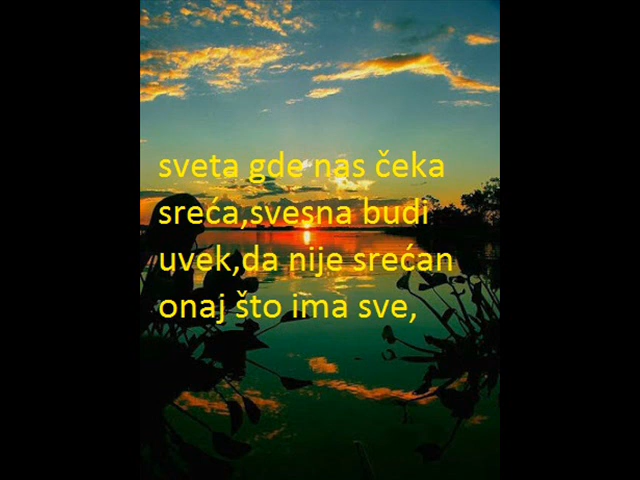 sveta gde nas čeka
sreća,svesna budi
uvek,da nije srećan
onaj što ima sve,